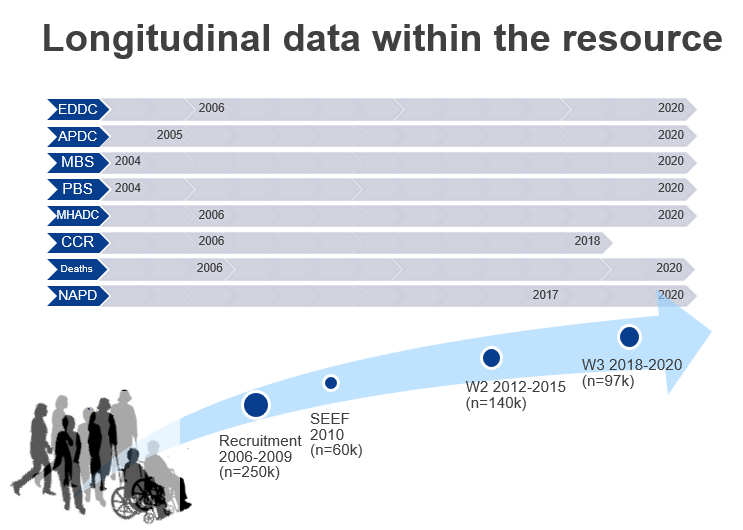 Longitudinal data within the resource
EDDC 2006 2020
APDC 2005 2020
MBS 2004 2020
PBS 2004 2020
MHADC 2006 2020
CCR 2006 2018
Deaths 2006 2020
NAPD 2017 2020
Recruitment
2006-2009
(n=250k)
SEEF
2010
(n=60k)
W2 2012-2015
(n=140k)
W3 2018-2020
(n=97k)